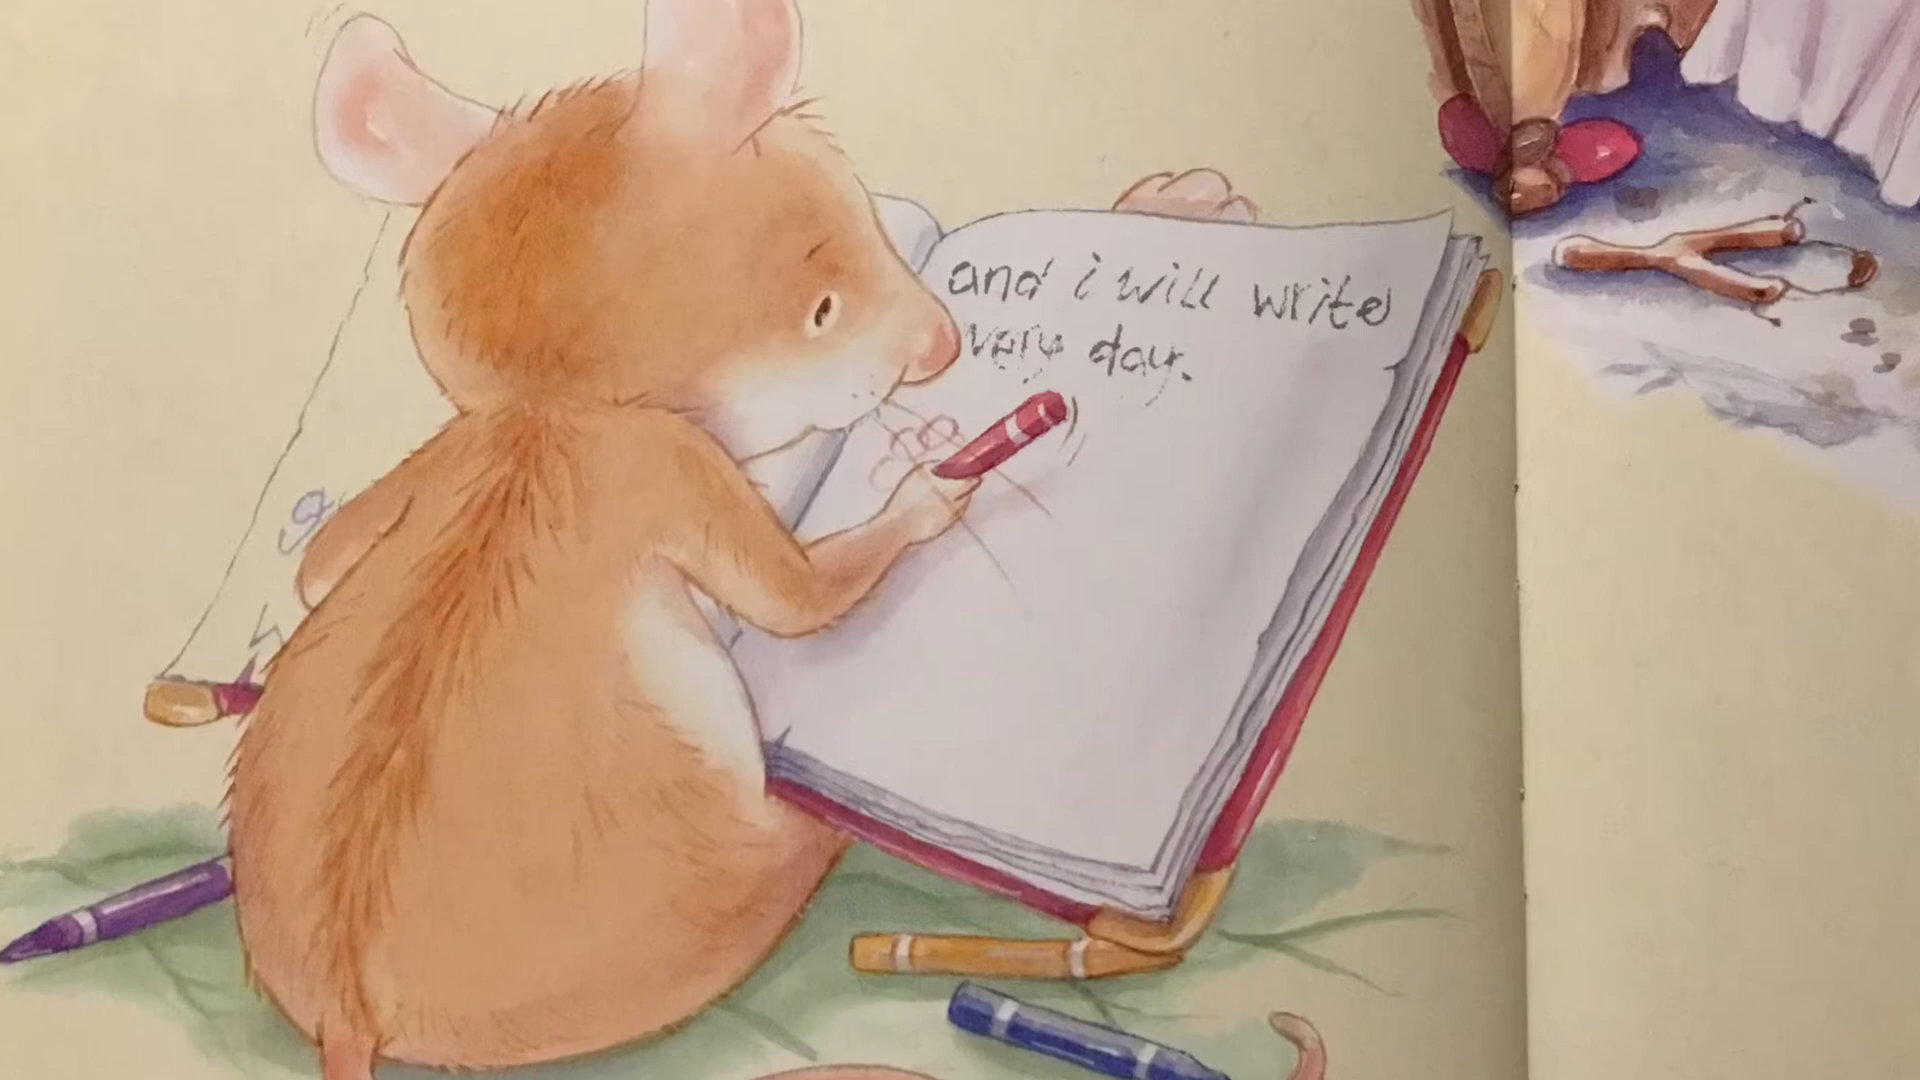 and i will write
very day.